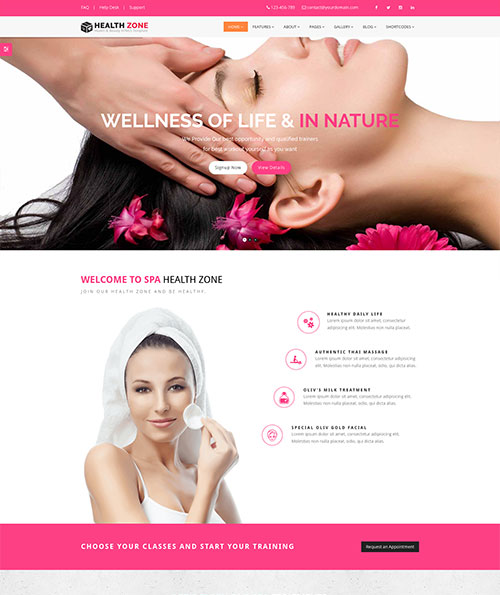 FAQ | Help Desk | Support
123-456-789 contact@yourdomain.com
HEALTH ZONE
HOME FEATURES ABOUT PAGES GALLERY BLOG SHORTCODES
WELLNESS OF LIFE & IN NATURE
We Provide Our best opportunity and qualified trainers
for best workout yourself as you want
Signup Now View Details
WELCOME TO SPA HEALTH ZONE
JOIN OUR HEALTH ZONE AND BE HEALTHY.
HEALTHY DAILY LIFE
Lorem ipsum dolor sit amet, consectetur
adipisicing elit. Molestias non nulla placeat.
AUTHENTIC THAI MASSAGE
Lorem ipsum dolor sit amet, consectetur adipisicing elit.
Molestias non nulla placeat, odio, qui dicta alias.
OLIV'S MILK TREATMENT
Lorem ipsum dolor sit amet, consectetur adipisicing elit.
Molestias non nulla placeat, odio, qui dicta alias.
SPECIAL OLIV GOLD FACIAL
Lorem ipsum dolor sit amet, consectetur adipisicing elit.
Molestias non nulla placeat, odio, qui dicta alias.
CHOOSE YOUR CLASSES AND START YOUR TRAINING
Request an Appointment